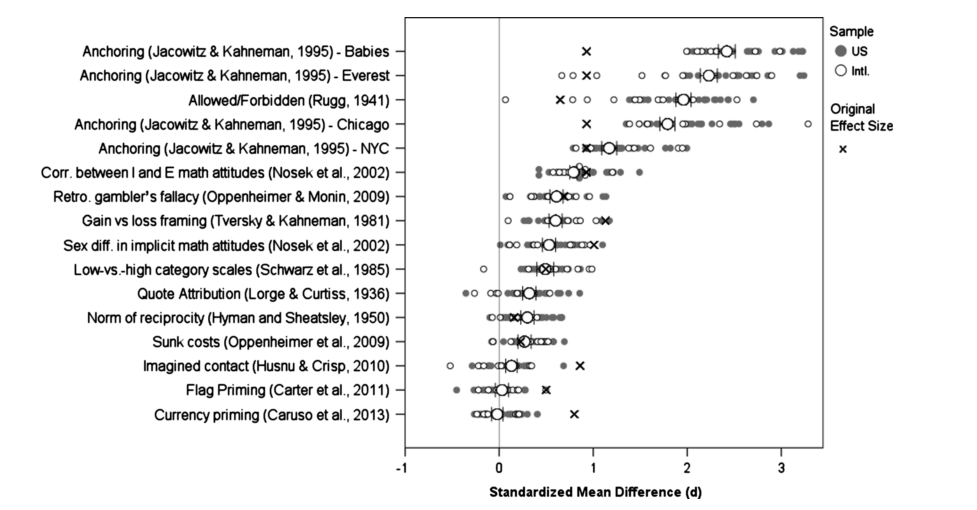 Sample
US
Intl.
Original
Effect Size
Anchoring (Jacowitz & Kahneman, 1995) - Babies
Anchoring (Jacowitz & Kahneman, 1995) - Everest
Allowed/Forbidden (Rugg, 1941)
Anchoring (Jacowitz & Kahneman, 1995) - Chicago
Anchoring (Jacowitz & Kahneman, 1995) - NYC
Corr. between I and E math attitudes (Nosek et al., 2002)
Retro. gambler's fallacy (Oppenheimer & Monin, 2009)
Gain vs loss framing (Tversky & Kahneman, 1981)
Sex diff. in implicit math attitudes (Nosek et al., 2002)
Low-vs.-high category scales (Schwarz et al., 1985)
Quote Attribution (Lorge & Curtiss, 1936)
Norm of reciprocity (Hyman and Sheatsley, 1950)
Sunk costs (Oppenheimer et al., 2009)
Imagined contact (Husnu & Crisp, 2010)
Flag Priming (Carter et al., 2011)
Currency priming (Caruso et al., 2013)
-1 0 1 2 3
Standardized Mean Difference (d)